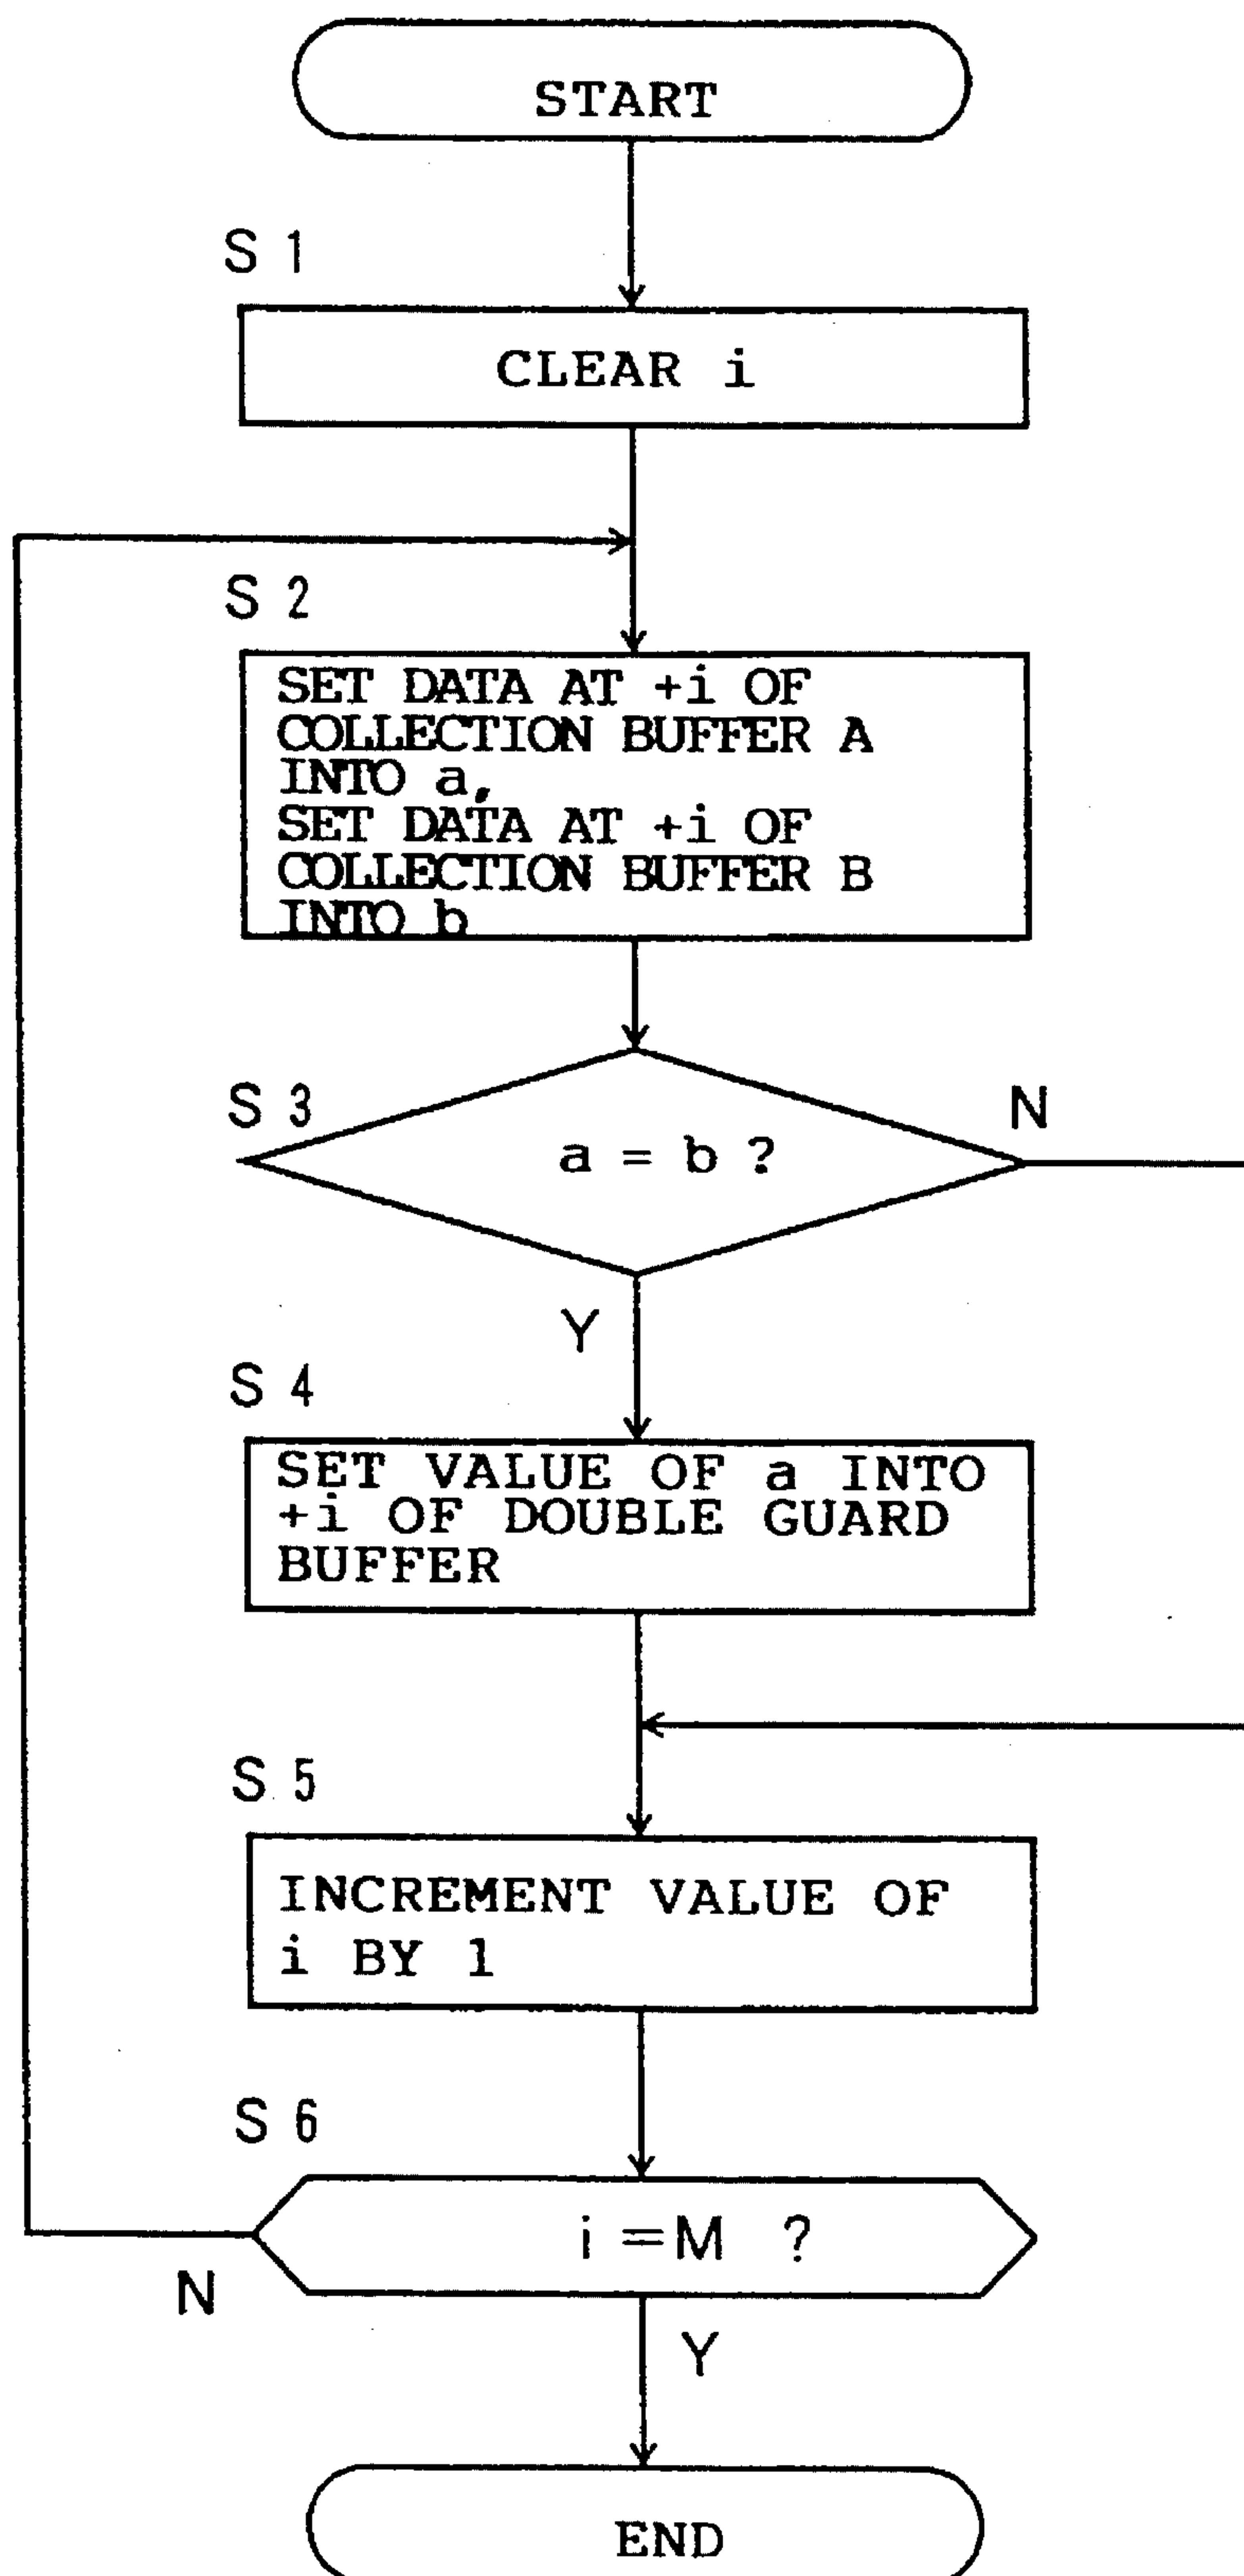 START
S 1
CLEAR i
S 2
SET DATA AT +i OF
COLLECTION BUFFER A
INTO a,
SET DATA AT +i OF
COLLECTION BUFFER B
INTO b
S 3
a = b ?
N
Y
S 4
SET VALUE OF a INTO
+i OF DOUBLE GUARD
BUFFER
S 5
INCREMENT VALUE OF
i BY 1
S 6
i = M ?
N
Y
END